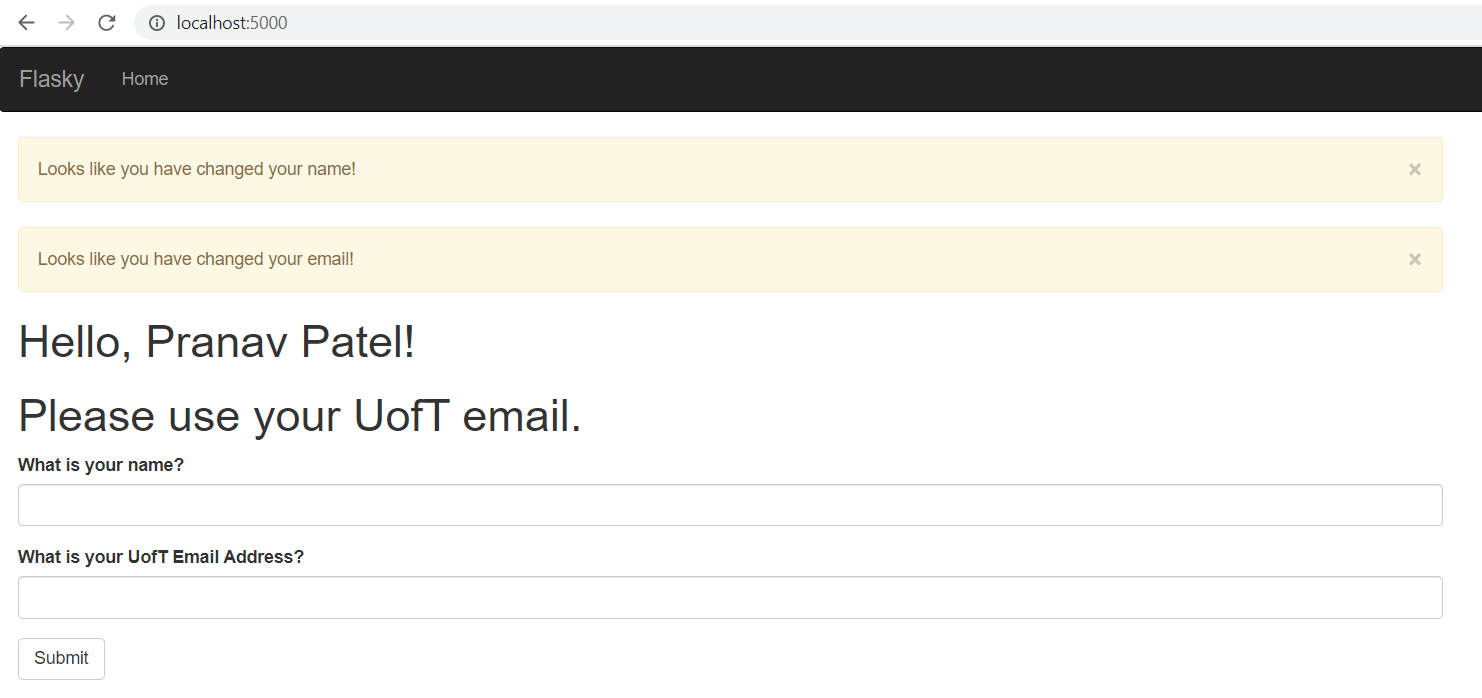 localhost:5000
Flasky Home
Looks like you have changed your name! ×
Looks like you have changed your email! ×
Hello, Pranav Patel!
Please use your UofT email.
What is your name?
What is your UofT Email Address?
Submit